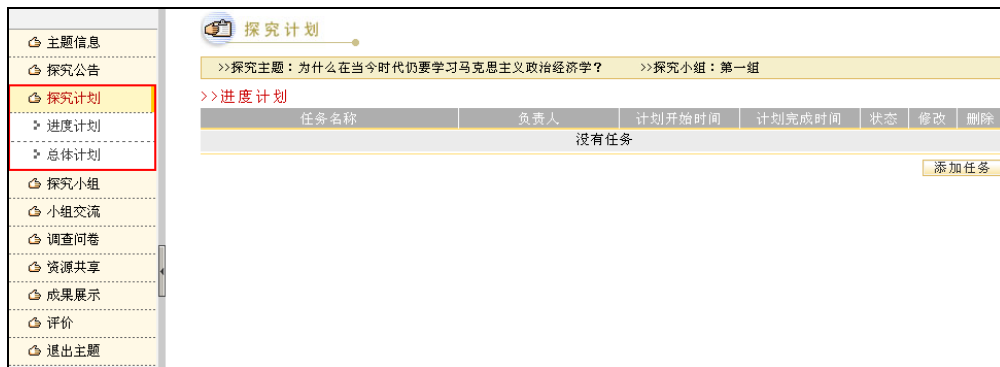 主题信息
探究公告
探究计划
进度计划
总体计划
探究小组
小组交流
调查问卷
资源共享
成果展示
评价
退出主题
探究计划
>>探究主题：为什么在当今时代仍要学习马克思主义政治经济学？ >>探究小组：第一组
>>进度计划
任务名称 负责人 计划开始时间 计划完成时间 状态 修改 删除
没有任务
添加任务